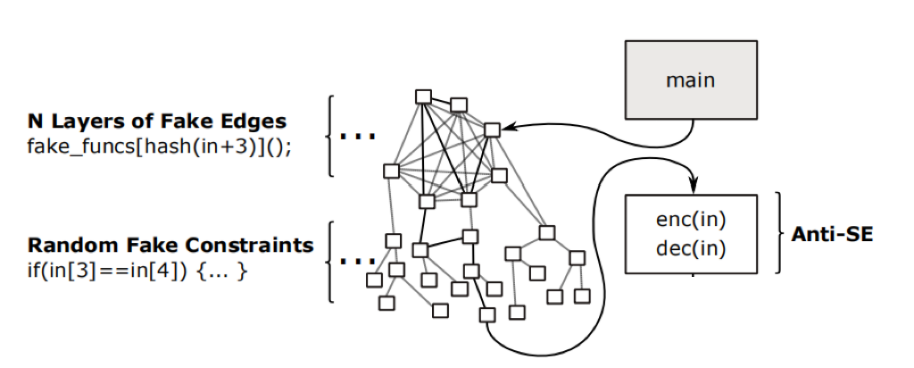 main
N Layers of Fake Edges
fake_funcs[hash(in+3)]();
...
enc(in)
dec(in)
Anti-SE
Random Fake Constraints
if(in[3]==in[4]) {... }
...